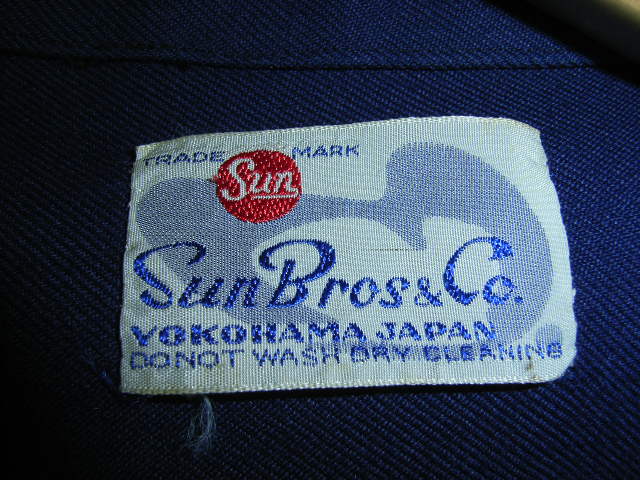 TRADE MARK
Sun
Sun Bros & Co.
YOKOHAMA, JAPAN
DO NOT WASH DRY CLEANING